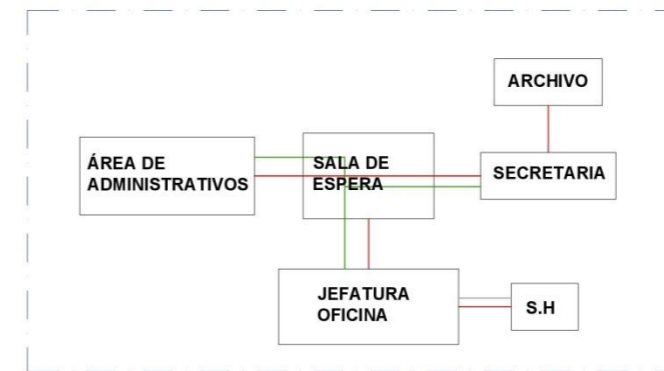 ARCHIVO
ÁREA DE
ADMINISTRATIVOS
SALA DE
ESPERA
SECRETARIA
JEFATURA
OFICINA
S.H